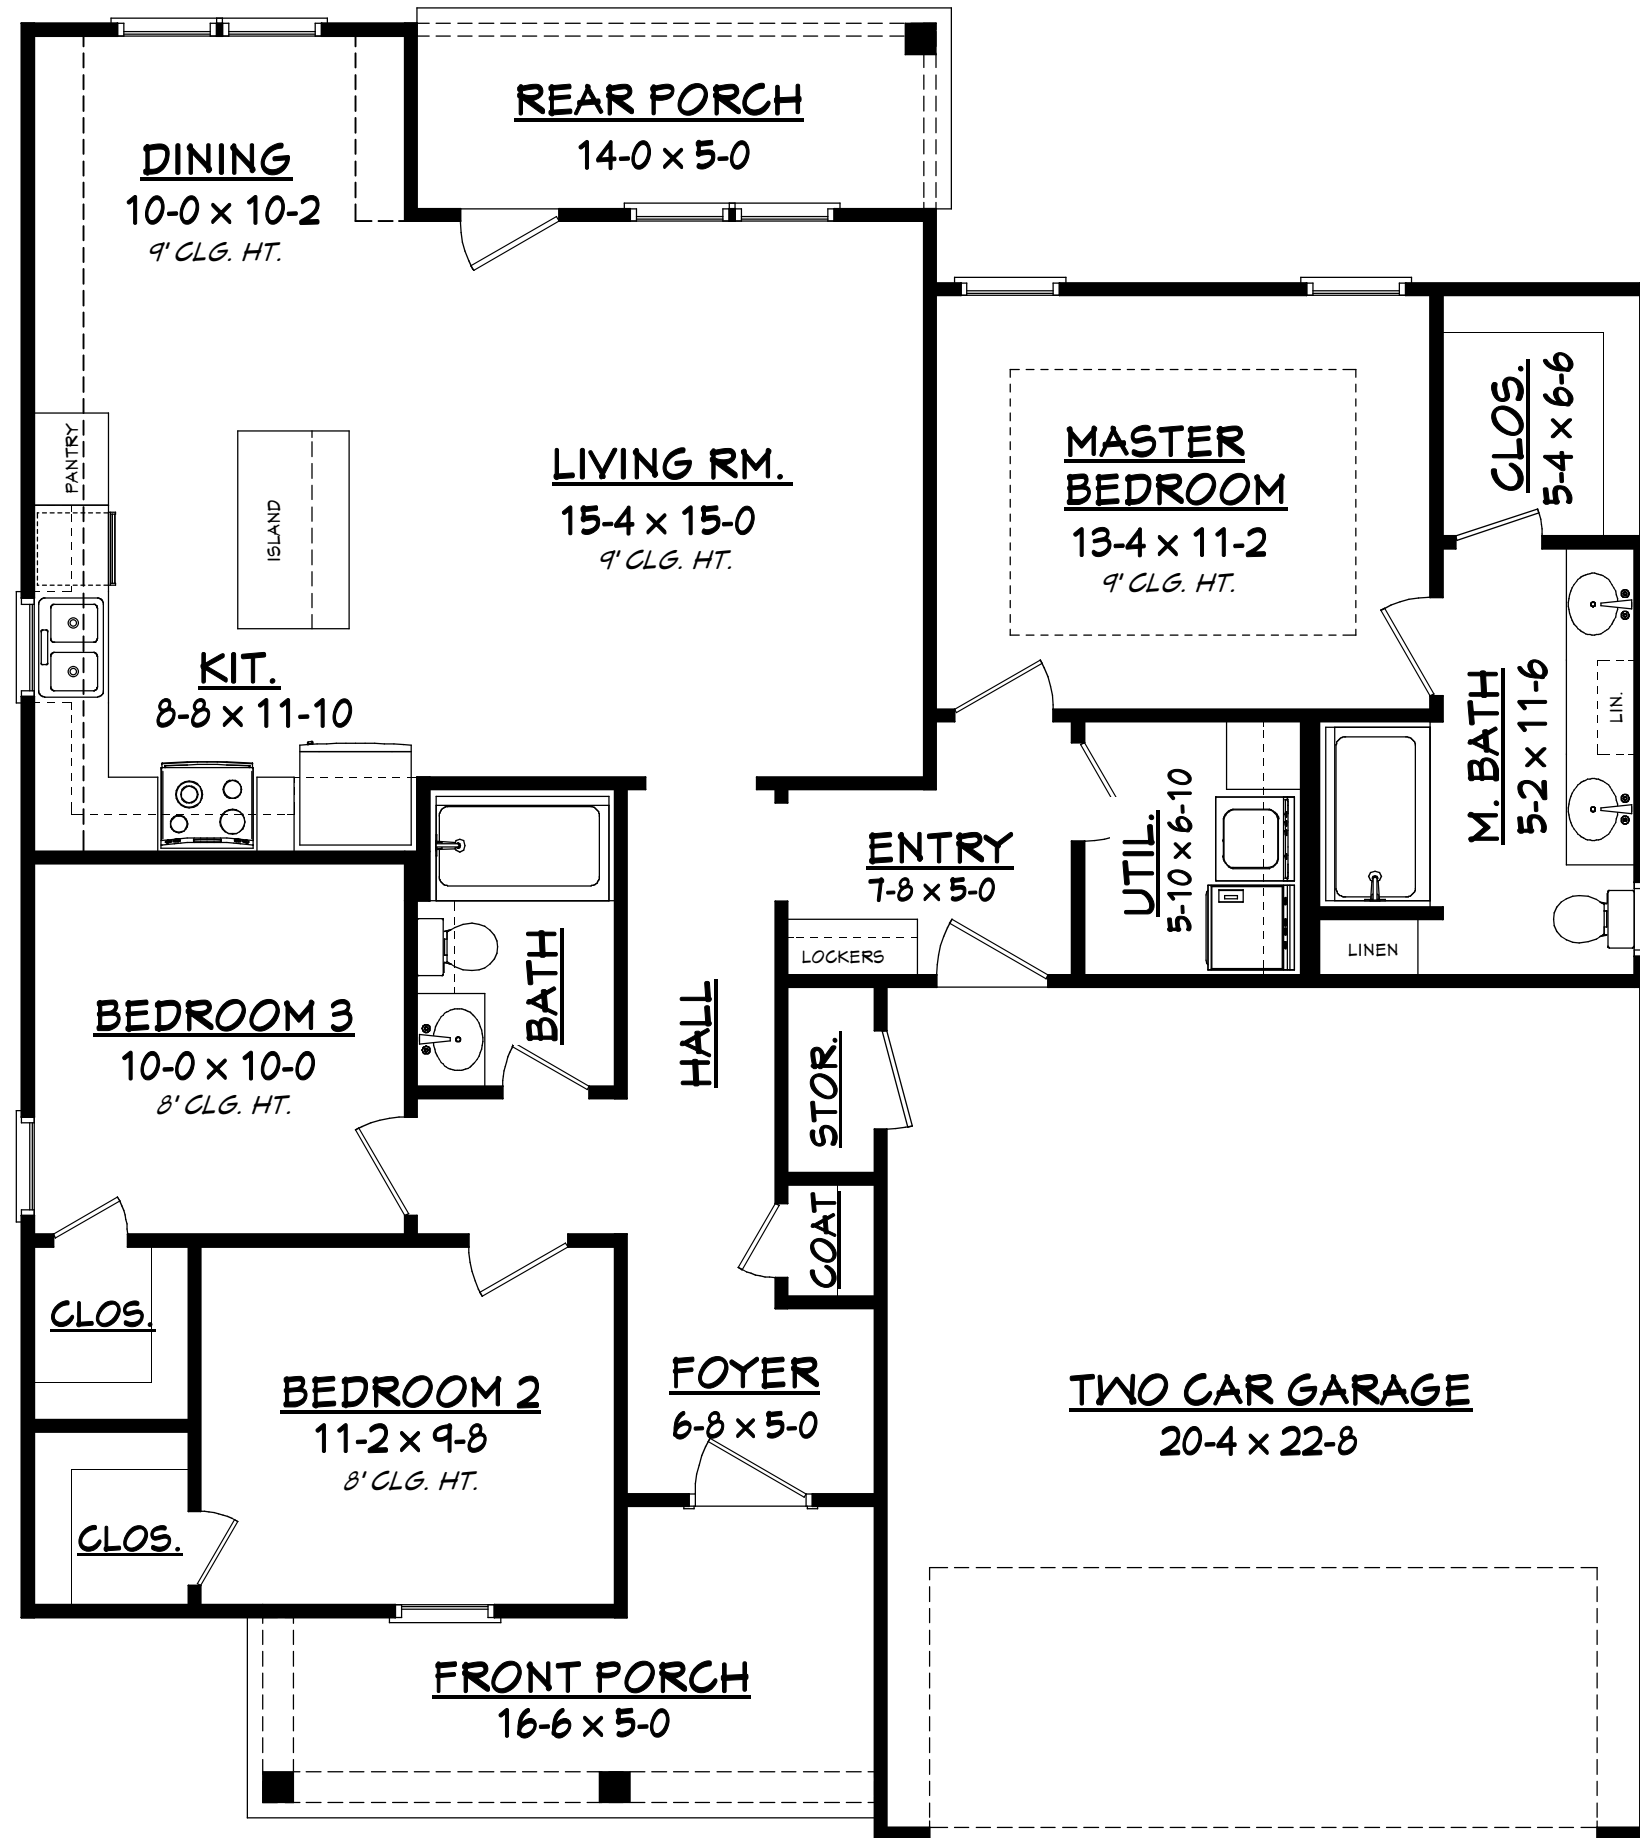 REAR PORCH
14-0 x 5-0
DINING
10-0 x 10-2
9' CLG. HT.
PANTRY
ISLAND
LIVING RM.
15-4 x 15-0
9' CLG. HT.
MASTER
BEDROOM
13-4 x 11-2
9' CLG. HT.
CLOS.
5-4 x 6-6
KIT.
8-8 x 11-10
M. BATH
5-2 x 11-6
LIN.
ENTRY
7-8 x 5-0
UTIL.
5-10 x 6-10
LOCKERS
LINEN
BATH
HALL
BEDROOM 3
10-0 x 10-0
8' CLG. HT.
STOR.
COAT
CLOS.
BEDROOM 2
11-2 x 9-8
8' CLG. HT.
FOYER
6-8 x 5-0
TWO CAR GARAGE
20-4 x 22-8
CLOS.
FRONT PORCH
16-6 x 5-0